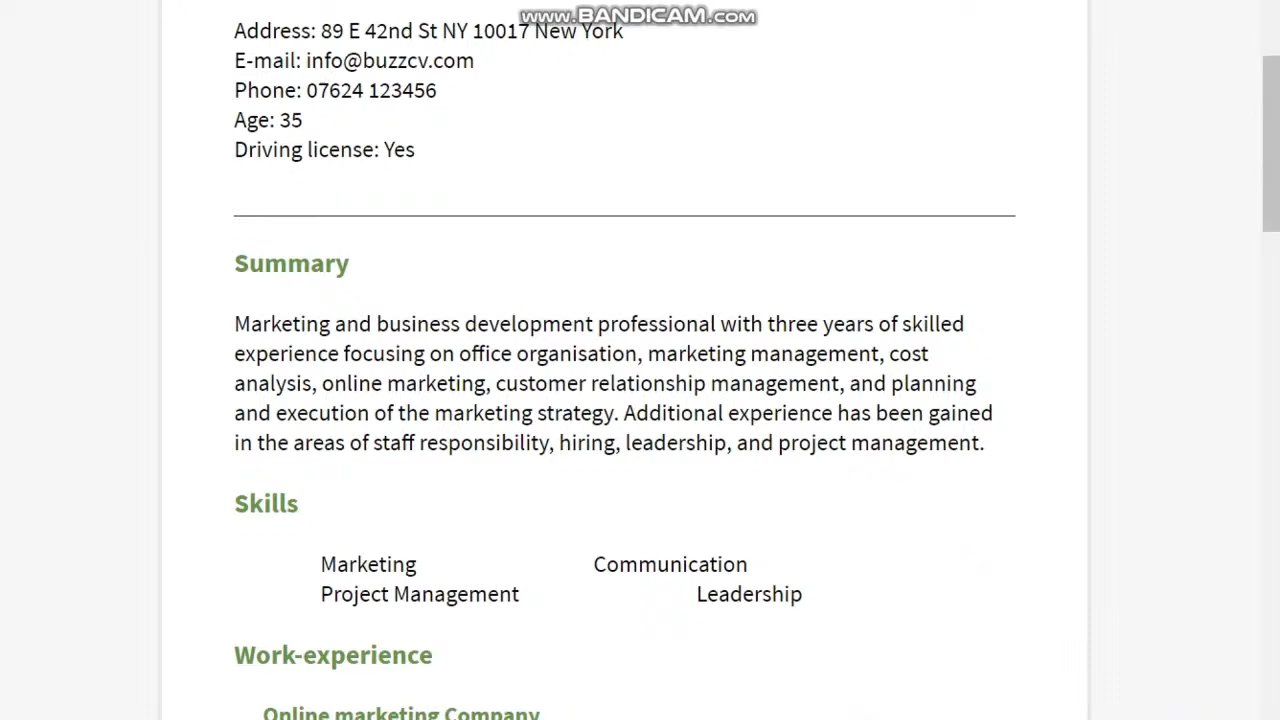 www.BANDICAM.com
Address: 89 E 42nd St NY 10017 New York
E-mail: info@buzzcv.com
Phone: 07624 123456
Age: 35
Driving license: Yes
Summary
Marketing and business development professional with three years of skilled
experience focusing on office organisation, marketing management, cost
analysis, online marketing, customer relationship management, and planning
and execution of the marketing strategy. Additional experience has been gained
in the areas of staff responsibility, hiring, leadership, and project management.
Skills
Marketing Communication
Project Management Leadership
Work-experience
Online marketing Company